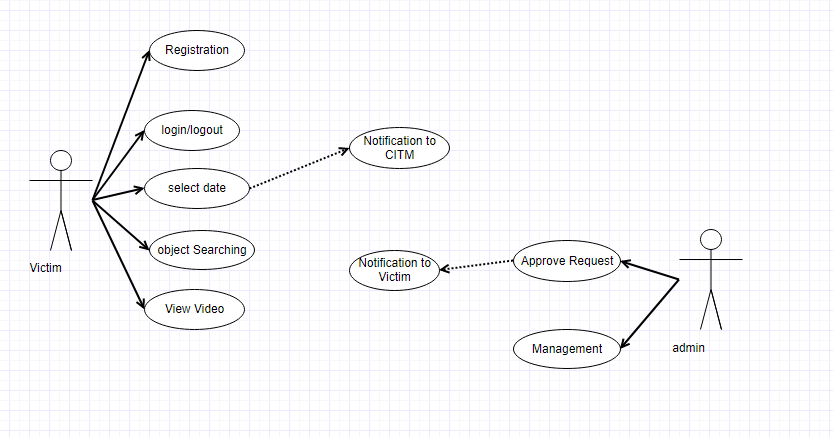 Registration
login/logout
Notification to
CITM
select date
object Searching
Victim
View Video
Notification to
Victim
Approve Request
Management
admin